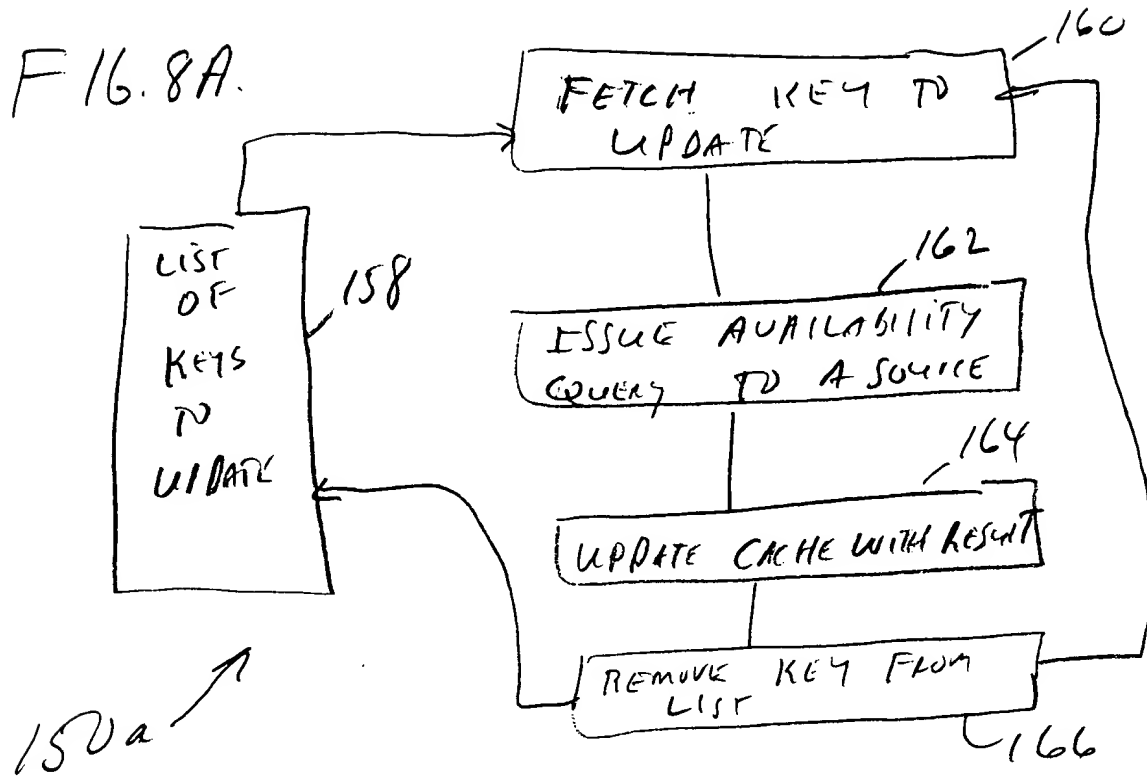 FIG. 8A.
160
FETCH KEY TO
UPDATE
LIST
OF
KEYS
TO
UPDATE
158
162
ISSUE AVAILABILITY
QUERY TO A SOURCE
164
UPDATE CACHE WITH RESULT
REMOVE KEY FROM
LIST
166
150a